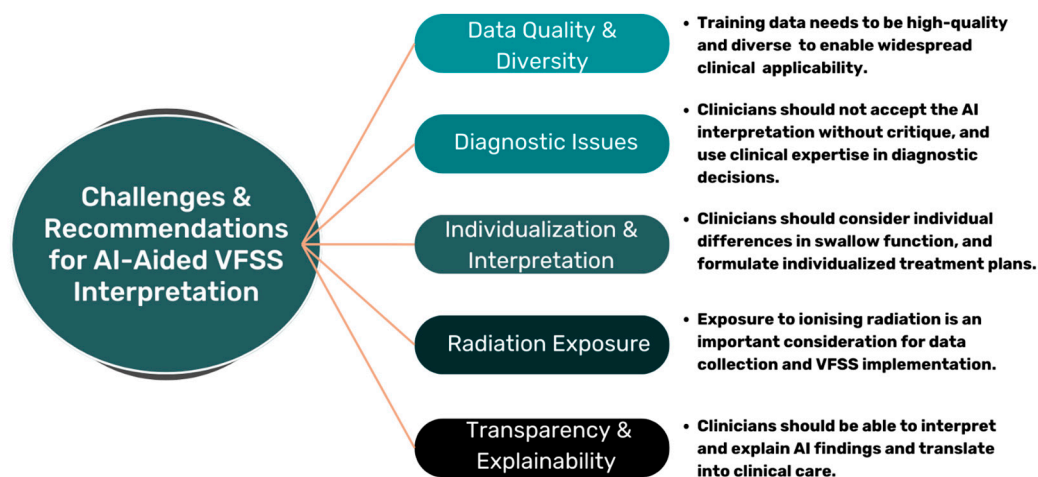 Challenges &
Recommendations
for AI-Aided VFSS
Interpretation
Data Quality &
Diversity
• Training data needs to be high-quality
and diverse to enable widespread
clinical applicability.
Diagnostic Issues
• Clinicians should not accept the AI
interpretation without critique, and
use clinical expertise in diagnostic
decisions.
Individualization &
Interpretation
• Clinicians should consider individual
differences in swallow function, and
formulate individualized treatment plans.
Radiation Exposure
• Exposure to ionising radiation is an
important consideration for data
collection and VFSS implementation.
Transparency &
Explainability
• Clinicians should be able to interpret
and explain AI findings and translate
into clinical care.